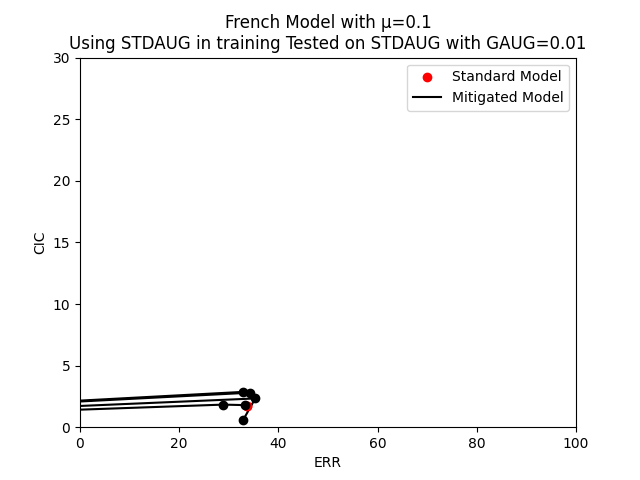 French Model with μ=0.1
Using STDAUG in training Tested on STDAUG with GAUG=0.01
Standard Model
Mitigated Model
30
25
20
15
10
5
0
CIC
0 20 40 60 80 100
ERR